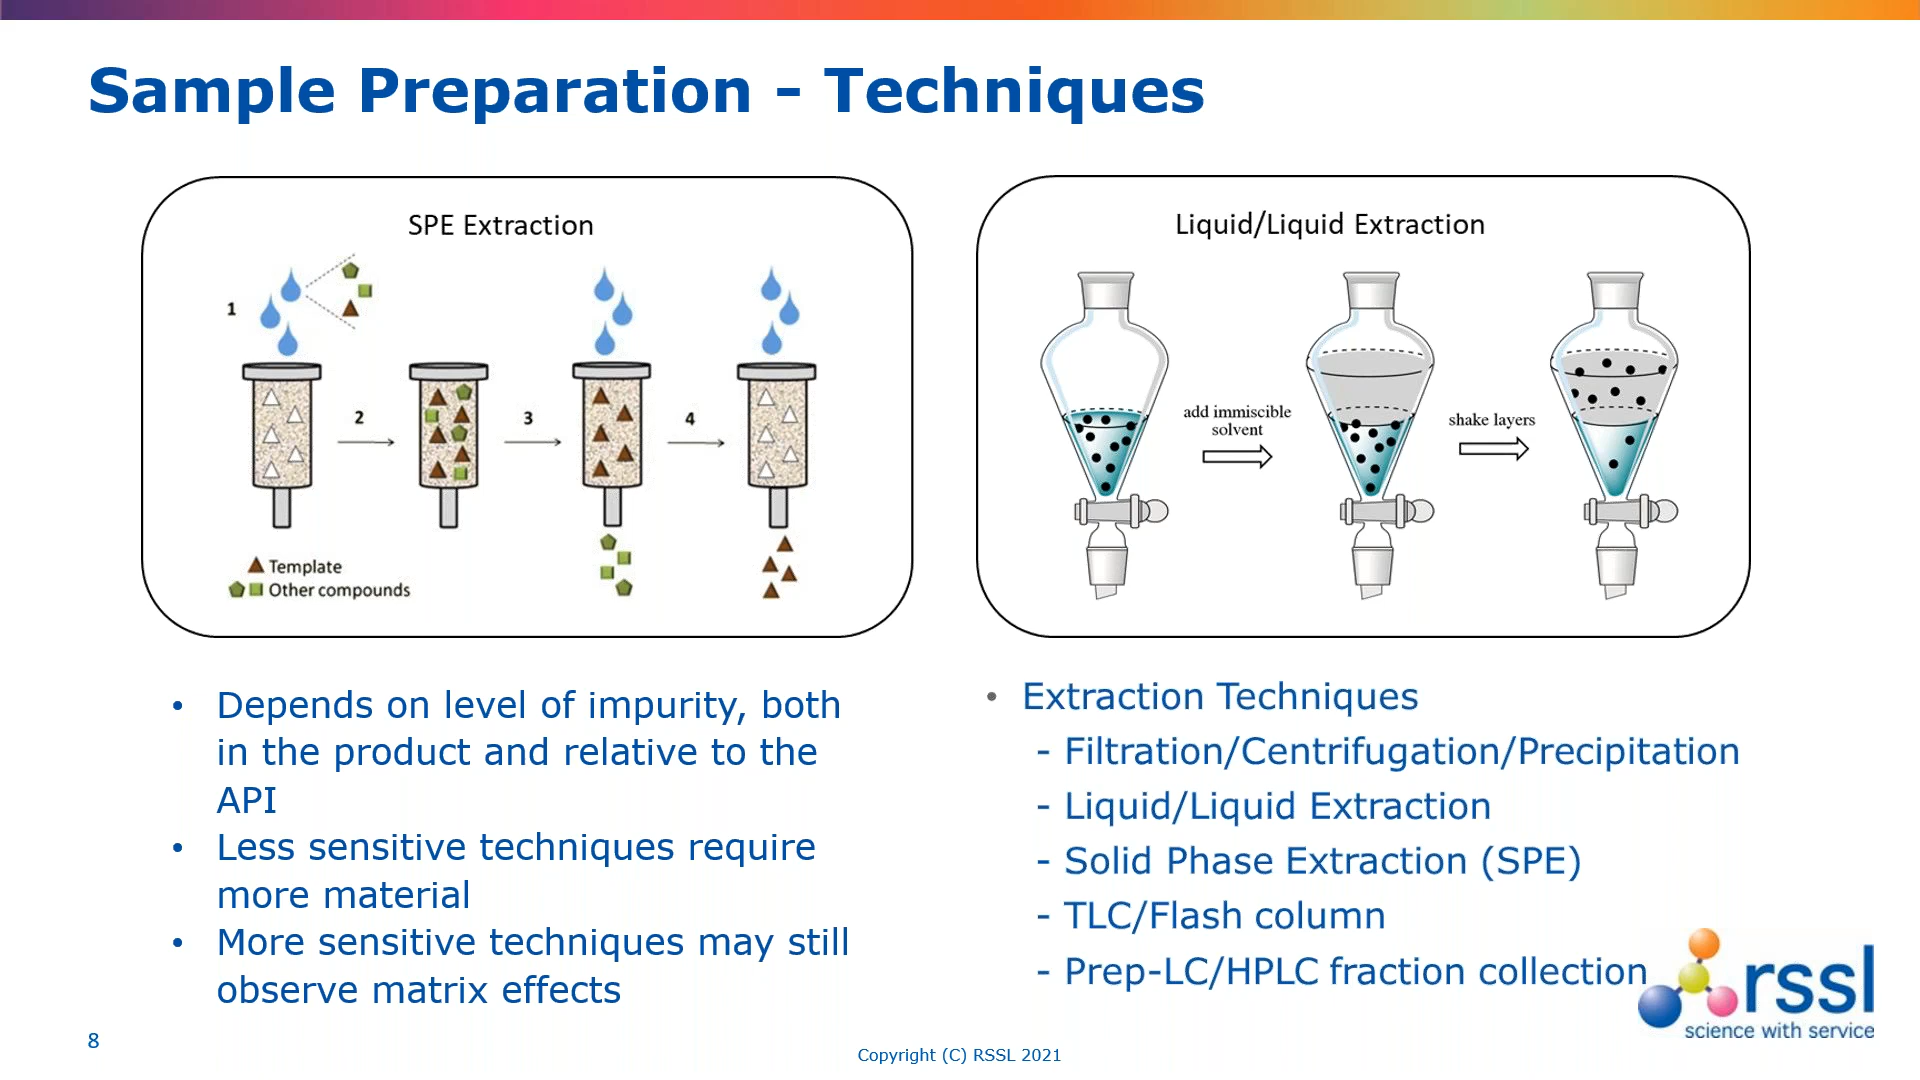 Sample Preparation - Techniques
SPE Extraction
1
2
3
4
Template
Other compounds
Liquid/Liquid Extraction
add immiscible
solvent
shake layers
• Depends on level of impurity, both
in the product and relative to the
API
• Less sensitive techniques require
more material
• More sensitive techniques may still
observe matrix effects
• Extraction Techniques
- Filtration/Centrifugation/Precipitation
- Liquid/Liquid Extraction
- Solid Phase Extraction (SPE)
- TLC/Flash column
- Prep-LC/HPLC fraction collection
rssl
science with service
8
Copyright (C) RSSL 2021